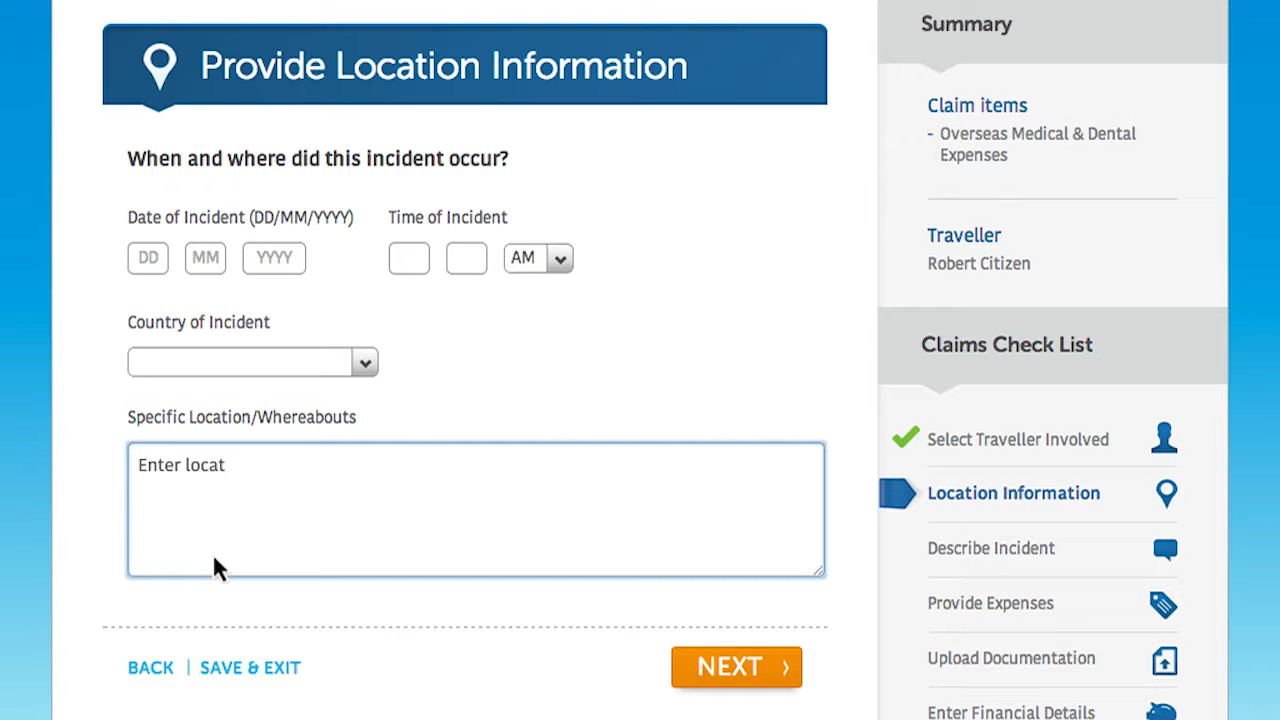 Provide Location Information
When and where did this incident occur?
Date of Incident (DD/MM/YYYY)
Time of Incident
DD
MM
YYYY
AM
Country of Incident
Specific Location/Whereabouts
Enter locat
BACK | SAVE & EXIT
NEXT ›
Summary
Claim items
- Overseas Medical & Dental
Expenses
Traveller
Robert Citizen
Claims Check List
Select Traveller Involved
Location Information
Describe Incident
Provide Expenses
Upload Documentation
Enter Financial Details